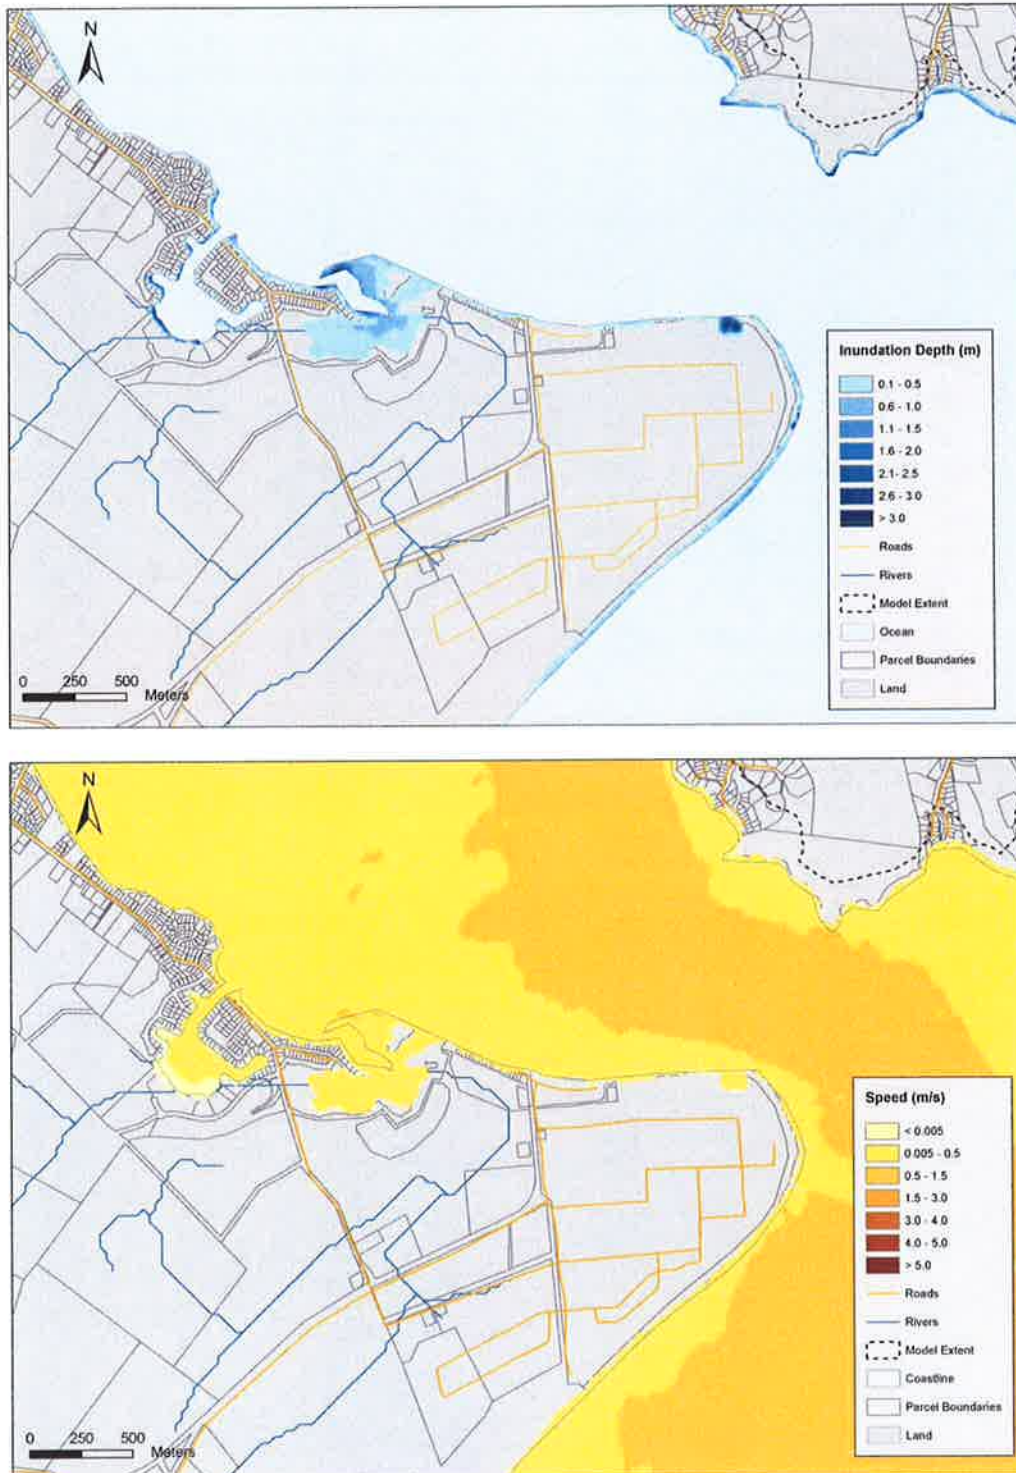 N
0 250 500
Meters
Inundation Depth (m)
0.1 - 0.5
0.6 - 1.0
1.1 - 1.5
1.6 - 2.0
2.1- 2.5
2.6 - 3.0
> 3.0
Roads
Rivers
Model Extent
Ocean
Parcel Boundaries
Land
N
0 250 500
Meters
Speed (m/s)
< 0.005
0.005 - 0.5
0.5 - 1.5
1.5 - 3.0
3.0 - 4.0
4.0 - 5.0
> 5.0
Roads
Rivers
Model Extent
Coastline
Parcel Boundaries
Land